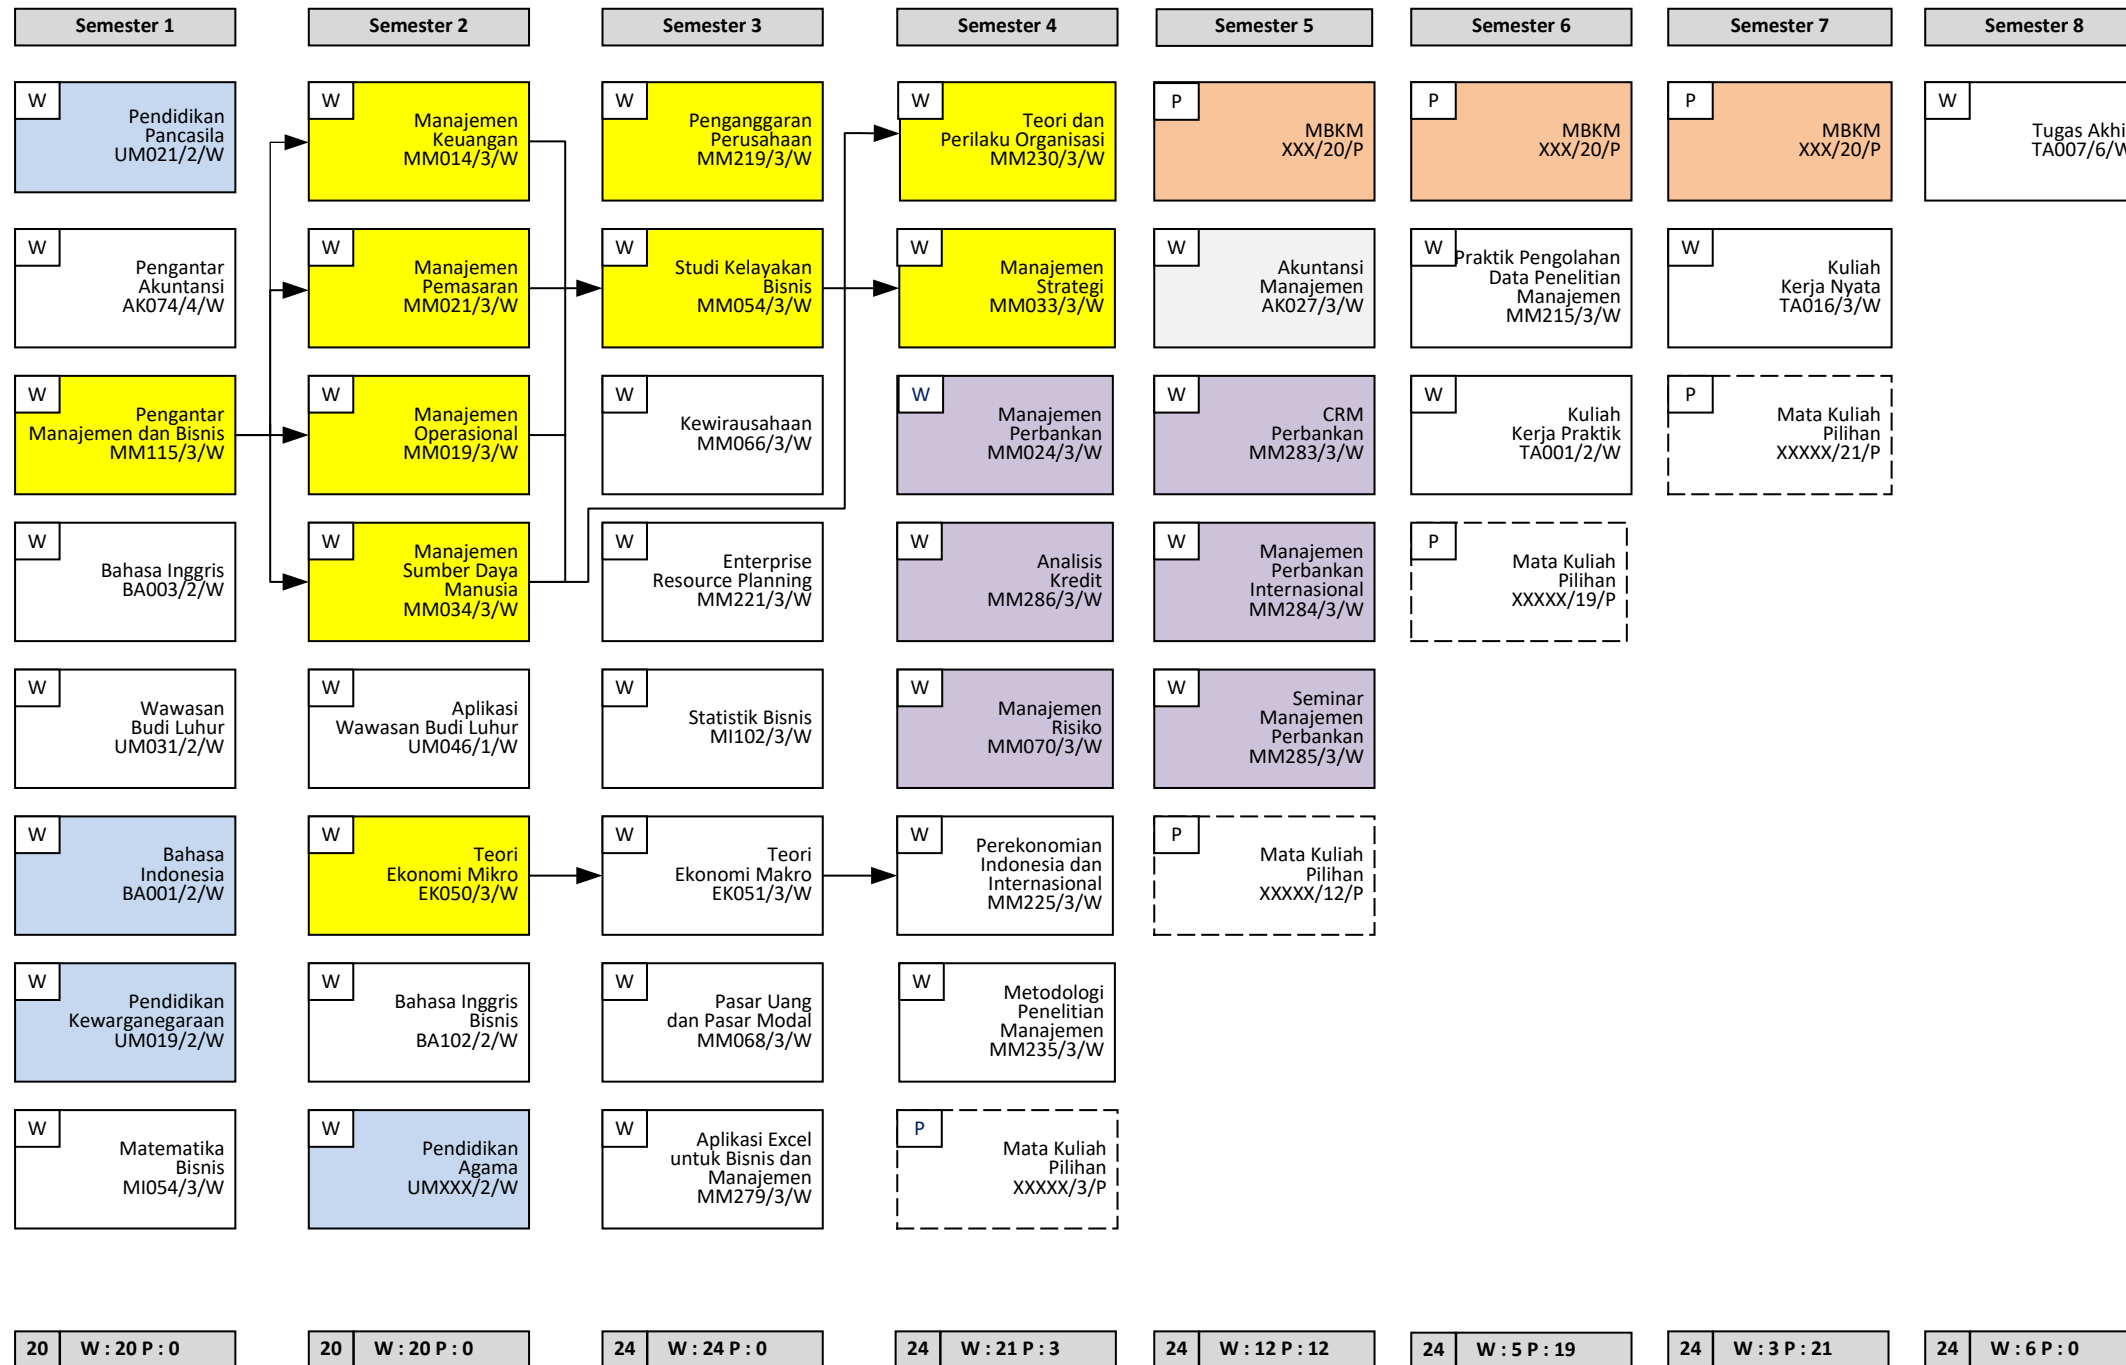 Semester 1
Semester 2
Semester 3
Semester 4
Semester 5
Semester 6
Semester 7
Semester 8
W
Pendidikan
Pancasila
UM021/2/W
W
Manajemen
Keuangan
MM014/3/W
W
Penganggaran
Perusahaan
MM219/3/W
W
Teori dan
Perilaku Organisasi
MM230/3/W
P
MBKM
XXX/20/P
P
MBKM
XXX/20/P
P
MBKM
XXX/20/P
W
Tugas Akhi
TA007/6/W
W
Pengantar
Akuntansi
AK074/4/W
W
Manajemen
Pemasaran
MM021/3/W
W
Studi Kelayakan
Bisnis
MM054/3/W
W
Manajemen
Strategi
MM033/3/W
W
Akuntansi
Manajemen
AK027/3/W
W
Praktik Pengolahan
Data Penelitian
Manajemen
MM215/3/W
W
Kuliah
Kerja Nyata
TA016/3/W
W
Pengantar
Manajemen dan Bisnis
MM115/3/W
W
Manajemen
Operasional
MM019/3/W
W
Kewirausahaan
MM066/3/W
W
Manajemen
Perbankan
MM024/3/W
W
CRM
Perbankan
MM283/3/W
W
Kuliah
Kerja Praktik
TA001/2/W
P
Mata Kuliah
Pilihan
XXXXX/21/P
W
Bahasa Inggris
BA003/2/W
W
Manajemen
Sumber Daya
Manusia
MM034/3/W
W
Enterprise
Resource Planning
MM221/3/W
W
Analisis
Kredit
MM286/3/W
W
Manajemen
Perbankan
Internasional
MM284/3/W
P
Mata Kuliah
Pilihan
XXXXX/19/P
W
Wawasan
Budi Luhur
UM031/2/W
W
Aplikasi
Wawasan Budi Luhur
UM046/1/W
W
Statistik Bisnis
MI102/3/W
W
Manajemen
Risiko
MM070/3/W
W
Seminar
Manajemen
Perbankan
MM285/3/W
W
Bahasa
Indonesia
BA001/2/W
W
Teori
Ekonomi Mikro
EK050/3/W
W
Teori
Ekonomi Makro
EK051/3/W
W
Perekonomian
Indonesia dan
Internasional
MM225/3/W
P
Mata Kuliah
Pilihan
XXXXX/12/P
W
Pendidikan
Kewarganegaraan
UM019/2/W
W
Bahasa Inggris
Bisnis
BA102/2/W
W
Pasar Uang
dan Pasar Modal
MM068/3/W
W
Metodologi
Penelitian
Manajemen
MM235/3/W
W
Matematika
Bisnis
MI054/3/W
W
Pendidikan
Agama
UMXXX/2/W
W
Aplikasi Excel
untuk Bisnis dan
Manajemen
MM279/3/W
P
Mata Kuliah
Pilihan
XXXXX/3/P
20 W : 20 P : 0
20 W : 20 P : 0
24 W : 24 P : 0
24 W : 21 P : 3
24 W : 12 P : 12
24 W : 5 P : 19
24 W : 3 P : 21
24 W : 6 P : 0